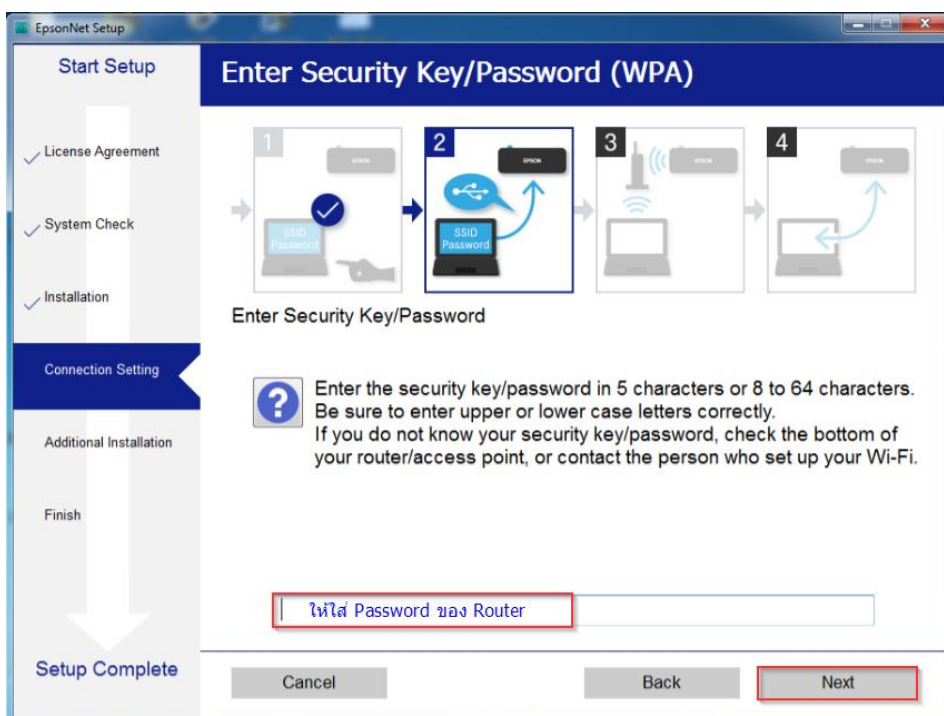 EpsonNet Setup
Start Setup
License Agreement
System Check
Installation
Connection Setting
Additional Installation
Finish
Setup Complete
Enter Security Key/Password (WPA)
1
EPSON
SSID
Password
2
EPSON
SSID
Password
3
EPSON
4
EPSON
Enter Security Key/Password
Enter the security key/password in 5 characters or 8 to 64 characters.
Be sure to enter upper or lower case letters correctly.
If you do not know your security key/password, check the bottom of
your router/access point, or contact the person who set up your Wi-Fi.
ให้ใส่ Password ของ Router
Cancel
Back
Next